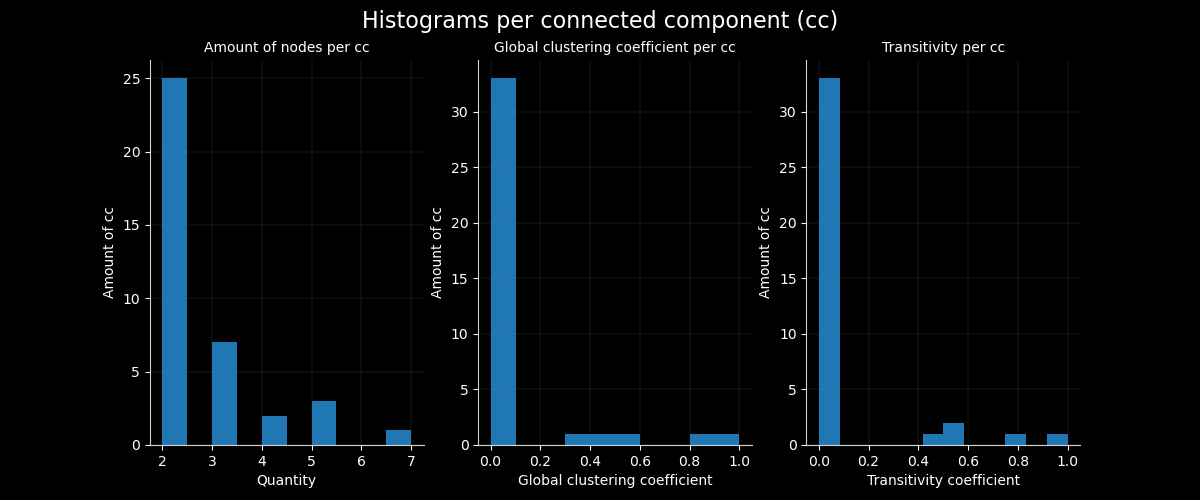 Histograms per connected component (cc)
Amount of nodes per cc
Amount of cc
25
20
15
10
5
0
2 3 4 5 6 7
Quantity
Global clustering coefficient per cc
Amount of cc
30
25
20
15
10
5
0
0.0 0.2 0.4 0.6 0.8 1.0
Global clustering coefficient
Transitivity per cc
Amount of cc
30
25
20
15
10
5
0
0.0 0.2 0.4 0.6 0.8 1.0
Transitivity coefficient